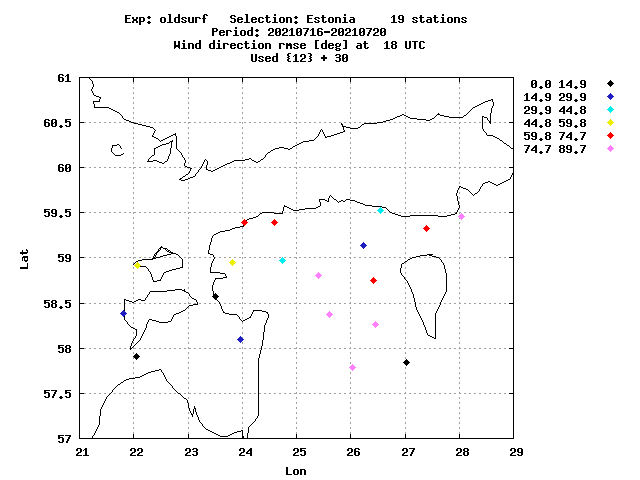 Exp: oldsurf   Selection: Estonia     19 stations
Period: 20210716-20210720
Wind direction rmse [deg] at  18 UTC
Used {12} + 30
61
60.5
60
59.5
59
58.5
58
57.5
57
Lat
21 22 23 24 25 26 27 28 29
Lon
0.0 14.9
14.9 29.9
29.9 44.8
44.8 59.8
59.8 74.7
74.7 89.7